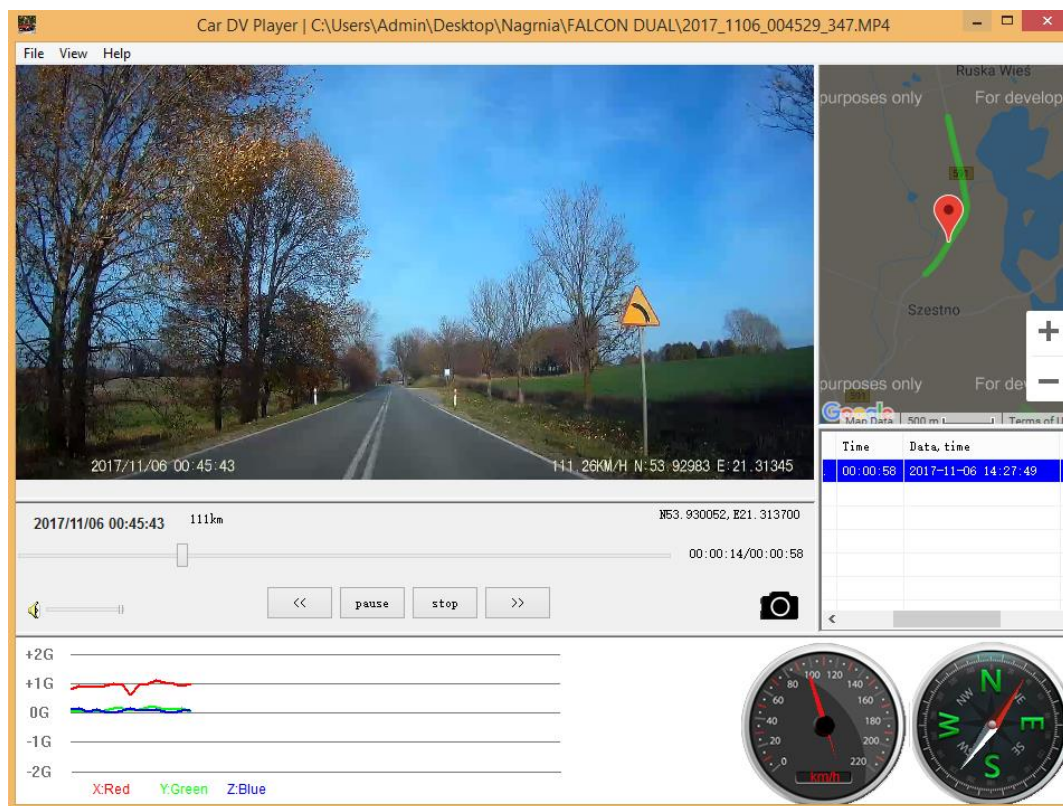 Car DV Player | C:\Users\Admin\Desktop\Nagrnia\FALCON DUAL\2017_1106_004529_347.MP4
File View Help
Ruska Wieś
purposes only For develop
591
Szestno
+
−
purposes only For de
591
Google Map Data 500 m Terms of U
2017/11/06 00:45:43 111.26KM/H N:53.92983 E:21.31345
Time Data,time
00:00:58 2017-11-06 14:27:49
2017/11/06 00:45:43 111km N53.930052,E21.313700
00:00:14/00:00:58
<< pause stop >>
<
+2G
+1G
0G
-1G
-2G
X:Red Y:Green Z:Blue
0 20 40 60 80 100 120 140 160 180 200 220
km/h
N
NW
W E
SE
S